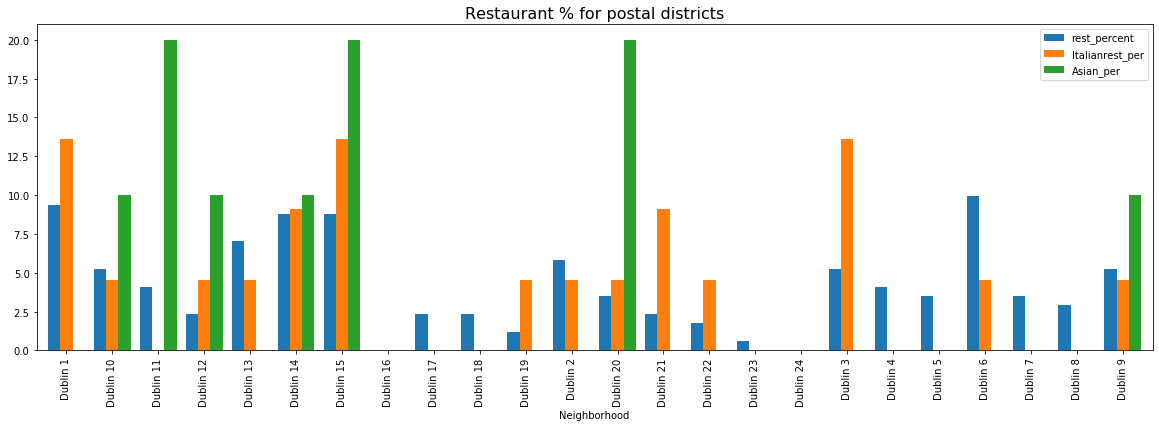 Restaurant % for postal districts
rest_percent
Italianrest_per
Asian_per
20.0
17.5
15.0
12.5
10.0
7.5
5.0
2.5
0.0
Dublin 1
Dublin 10
Dublin 11
Dublin 12
Dublin 13
Dublin 14
Dublin 15
Dublin 16
Dublin 17
Dublin 18
Dublin 19
Dublin 2
Dublin 20
Dublin 21
Dublin 22
Dublin 23
Dublin 24
Dublin 3
Dublin 4
Dublin 5
Dublin 6
Dublin 7
Dublin 8
Dublin 9
Neighborhood